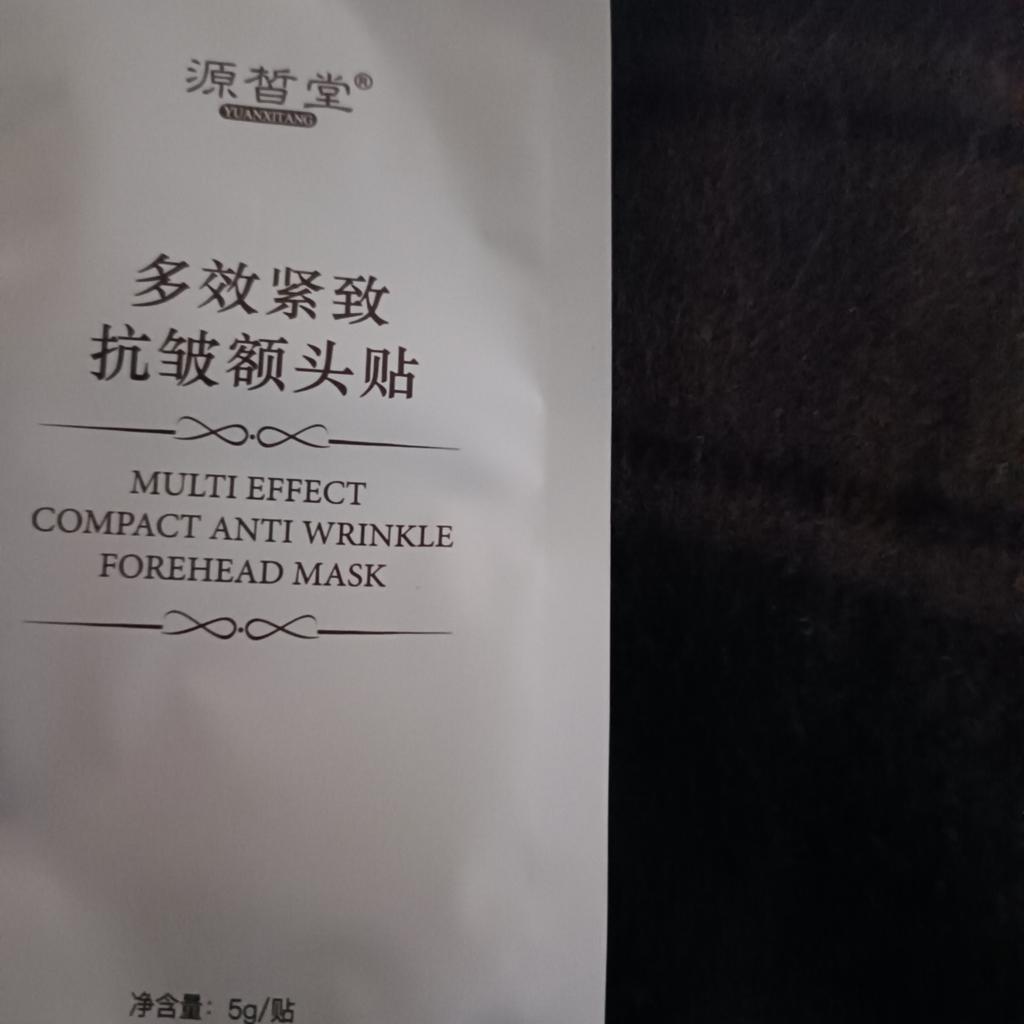 源皙堂®
YUANXITANG
多效紧致
抗皱额头贴
MULTI EFFECT
COMPACT ANTI WRINKLE
FOREHEAD MASK
净含量：5g/贴